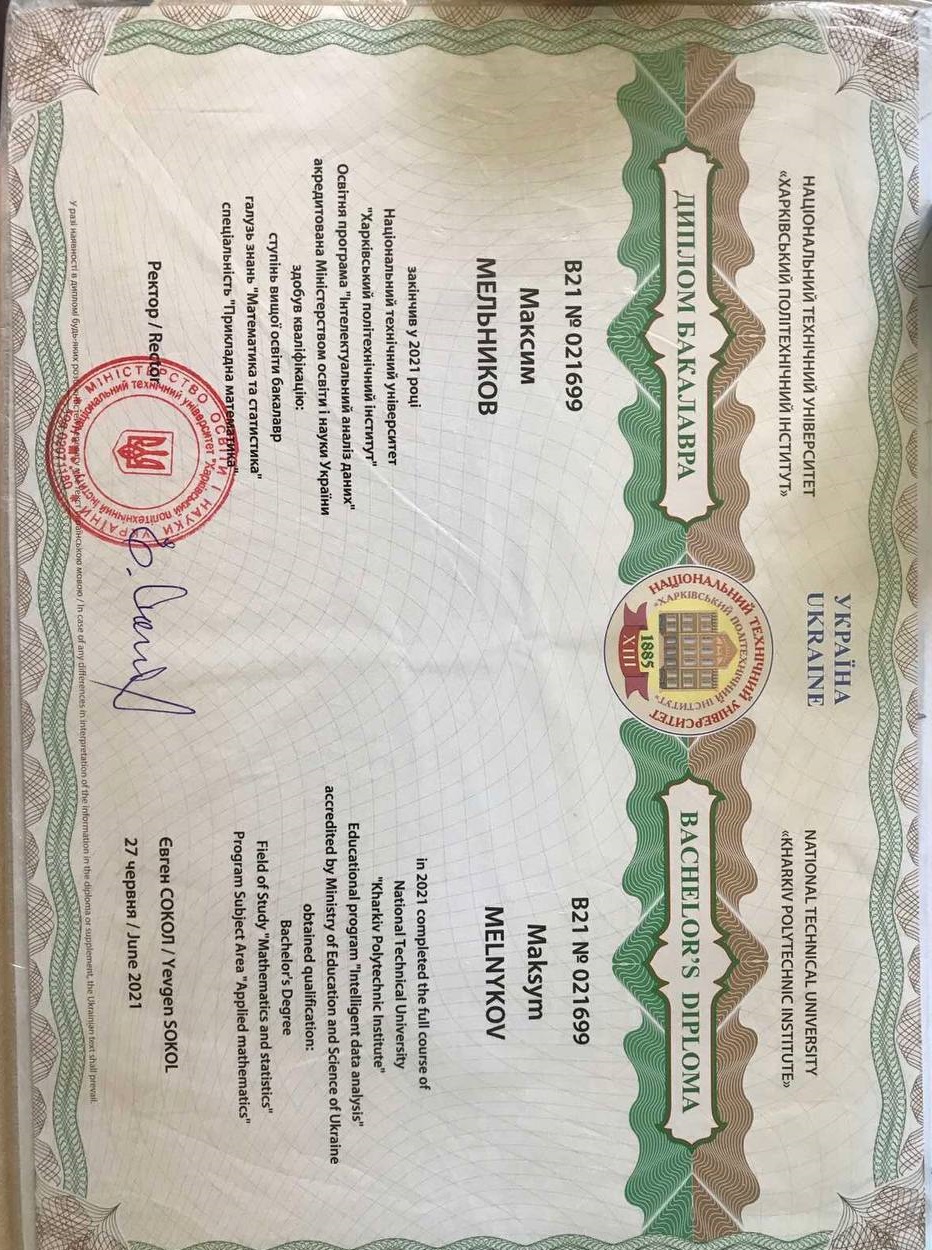 УКРАЇНА
UKRAINE
НАЦІОНАЛЬНИЙ ТЕХНІЧНИЙ УНІВЕРСИТЕТ
«ХАРКІВСЬКИЙ ПОЛІТЕХНІЧНИЙ ІНСТИТУТ»
NATIONAL TECHNICAL UNIVERSITY
«KHARKIV POLYTECHNIC INSTITUTE»
НАЦІОНАЛЬНИЙ ТЕХНІЧНИЙ УНІВЕРСИТЕТ
"ХАРКІВСЬКИЙ ПОЛІТЕХНІЧНИЙ ІНСТИТУТ"
1885
XIII
ДИПЛОМ БАКАЛАВРА
BACHELOR'S DIPLOMA
В21 № 021699
Максим
МЕЛЬНИКОВ
закінчив у 2021 році
Національний технічний університет
"Харківський політехнічний інститут"
Освітня програма "Інтелектуальний аналіз даних"
акредитована Міністерством освіти і науки України
здобув кваліфікацію:
ступінь вищої освіти бакалавр
галузь знань "Математика та статистика"
спеціальність "Прикладна математика"
B21 № 021699
Maksym
MELNYKOV
in 2021 completed the full course of
National Technical University
"Kharkiv Polytechnic Institute"
Educational program "Intelligent data analysis"
accredited by Ministry of Education and Science of Ukraine
obtained qualification:
Bachelor's Degree
Field of Study "Mathematics and statistics"
Program Subject Area "Applied mathematics"
Ректор / Rector
Євген СОКОЛ / Yevgen SOKOL
27 червня / June 2021
МІНІСТЕРСТВО ОСВІТИ І НАУКИ УКРАЇНИ
Національний технічний університет "Харківський політехнічний інститут"
код 02071180
У разі наявності в дипломі будь-яких перевагу має текст українською мовою / In case of any differences in interpretation of the information in the diploma or supplement, the Ukrainian text shall prevail.